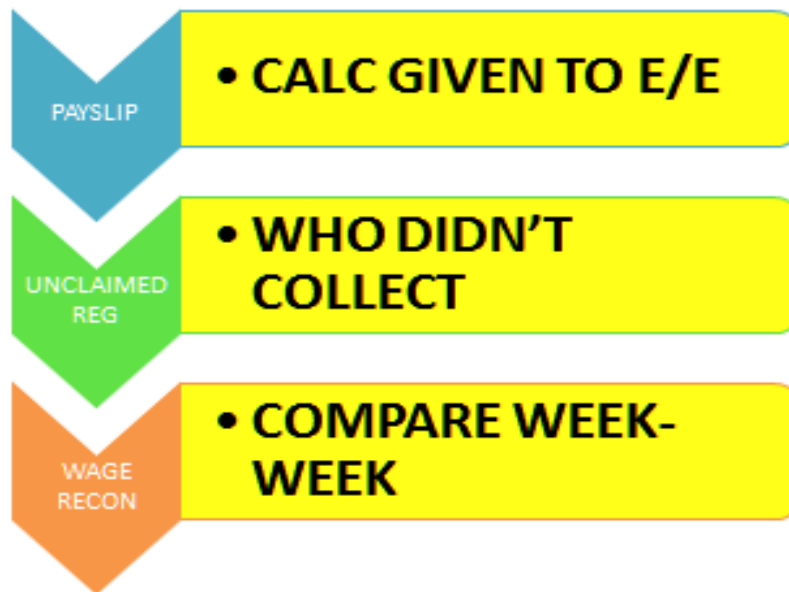 PAYSLIP
• CALC GIVEN TO E/E
UNCLAIMED
REG
• WHO DIDN’T
COLLECT
WAGE
RECON
• COMPARE WEEK-
WEEK